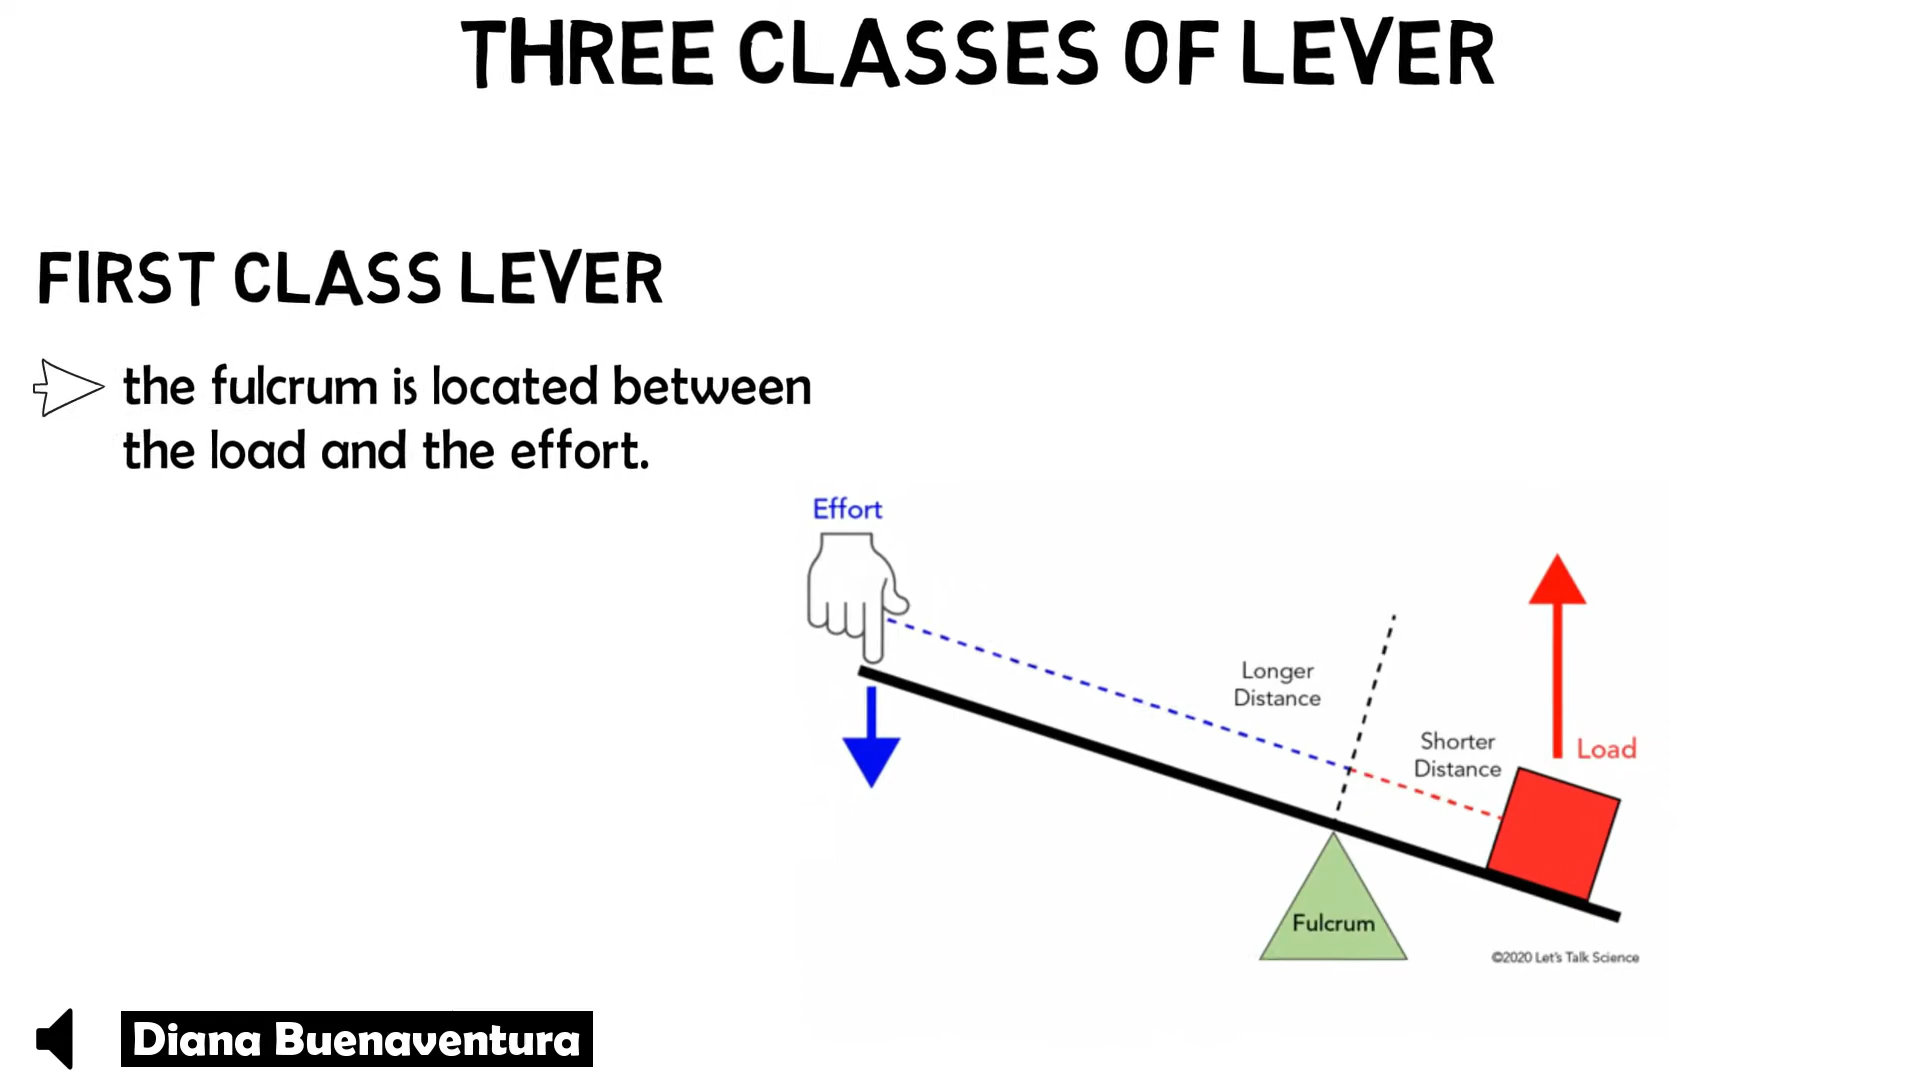 THREE CLASSES OF LEVER
FIRST CLASS LEVER
the fulcrum is located between
the load and the effort.
Effort
Longer
Distance
Shorter
Distance
Load
Fulcrum
©2020 Let's Talk Science
Diana Buenaventura